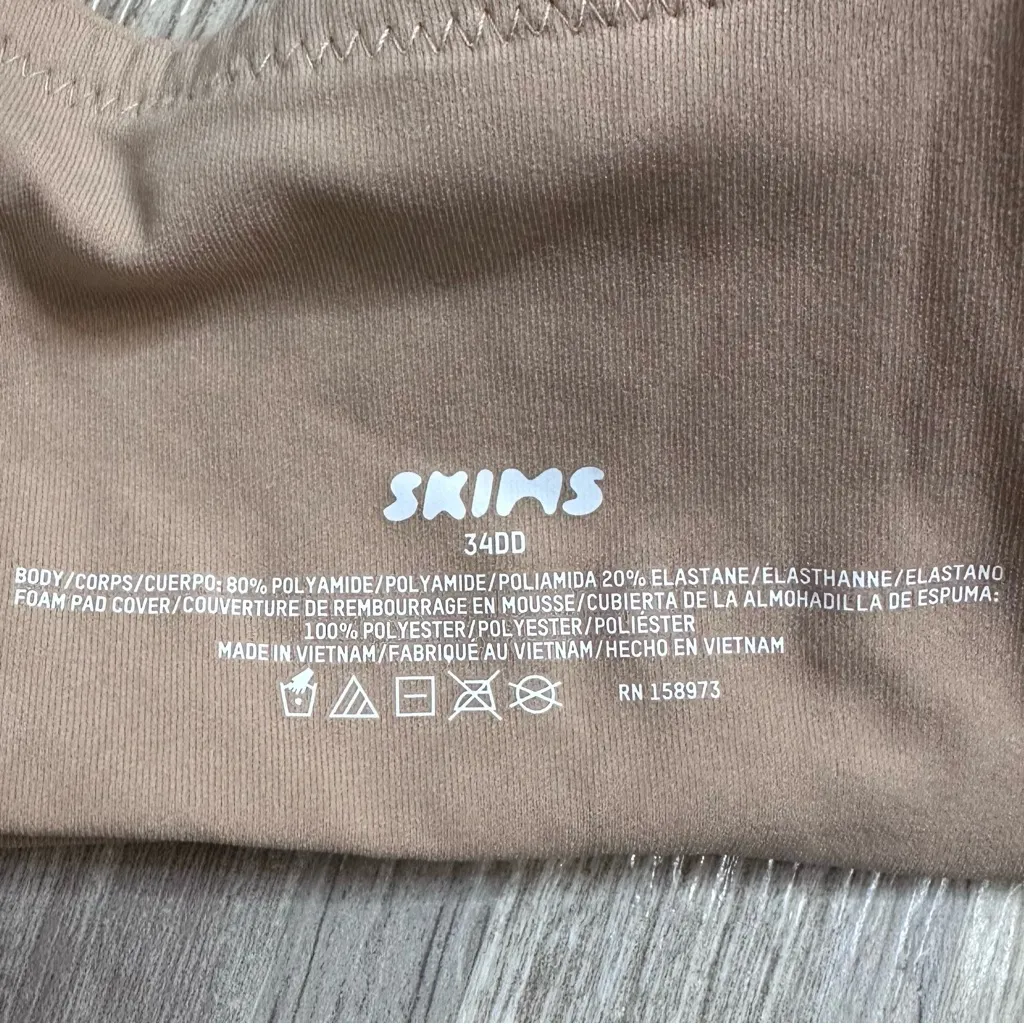 SKIMS
34DD
BODY/CORPS/CUERPO: 80% POLYAMIDE/POLYAMIDE/POLIAMIDA 20% ELASTANE/ÉLASTHANNE/ELASTANO
FOAM PAD COVER/COUVERTURE DE REMBOURRAGE EN MOUSSE/CUBIERTA DE LA ALMOHADILLA DE ESPUMA:
100% POLYESTER/POLYESTER/POLIÉSTER
MADE IN VIETNAM/FABRIQUÉ AU VIETNAM/HECHO EN VIETNAM
RN 158973